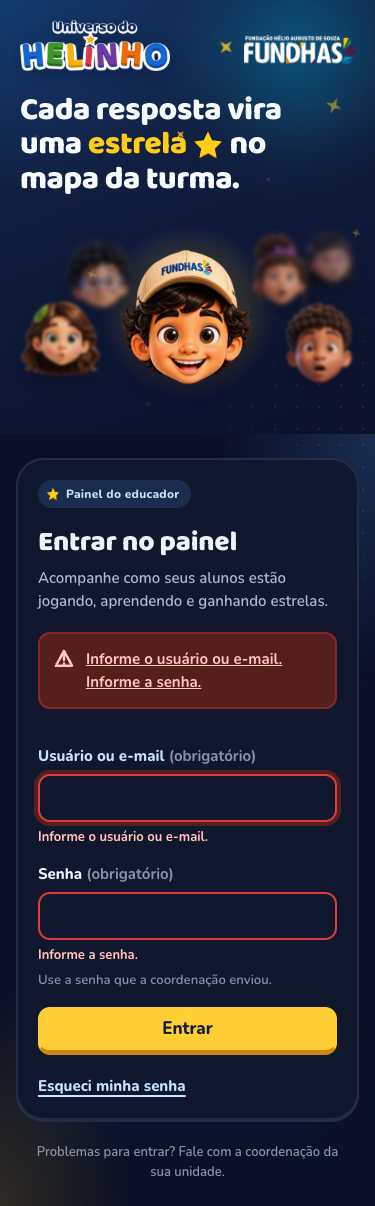 Universo do
HELINHO
FUNDAÇÃO HÉLIO AUGUSTO DE SOUZA
FUNDHAS
Cada resposta vira
uma estrela ⭐ no
mapa da turma.
FUNDHAS
Painel do educador
Entrar no painel
Acompanhe como seus alunos estão
jogando, aprendendo e ganhando estrelas.
Informe o usuário ou e-mail.
Informe a senha.
Usuário ou e-mail (obrigatório)
Informe o usuário ou e-mail.
Senha (obrigatório)
Informe a senha.
Use a senha que a coordenação enviou.
Entrar
Esqueci minha senha
Problemas para entrar? Fale com a coordenação da
sua unidade.